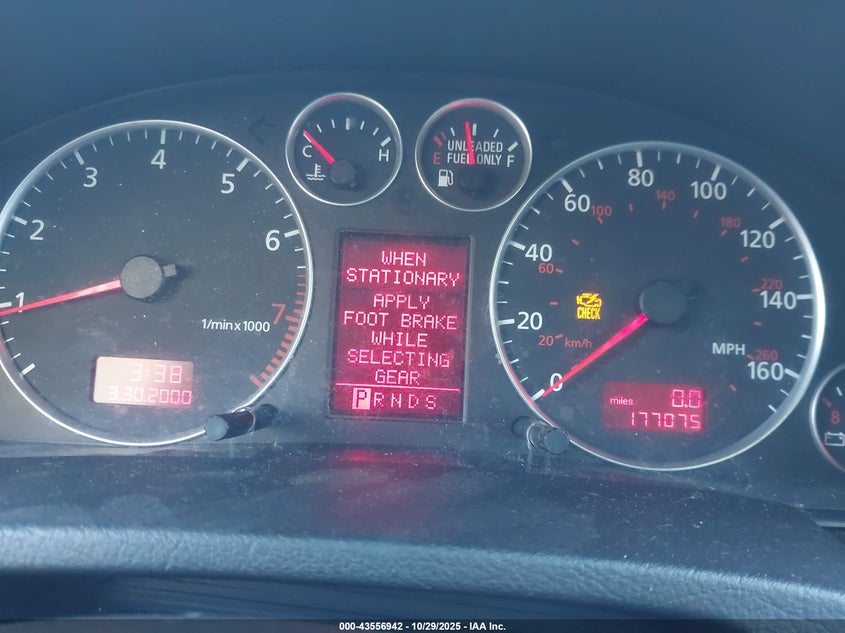 1
2
3
4
5
6
7
1/min x 1000
3:38
3.30.2000
C
H
E
UNLEADED
FUEL ONLY
F
WHEN
STATIONARY
APPLY
FOOT BRAKE
WHILE
SELECTING
GEAR
P R N D S
0
20
40
60
80
100
120
140
160
20
60
100
140
180
220
260
km/h
MPH
CHECK
miles
0.0
177075
8
000-43556942 - 10/29/2025 - IAA Inc.